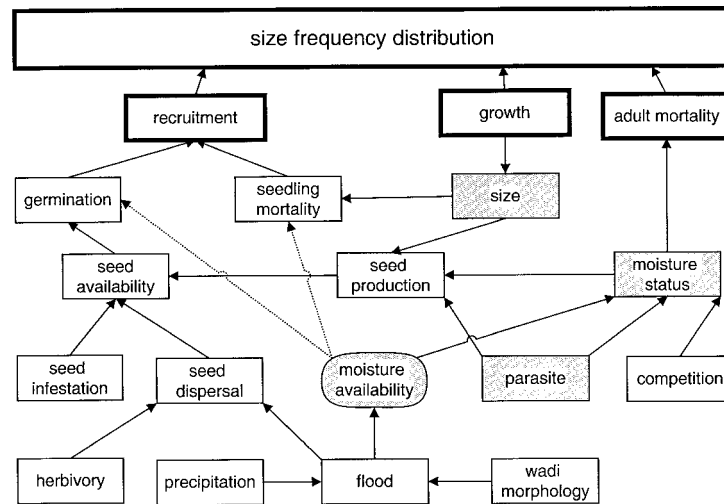 size frequency distribution
recruitment
growth
adult mortality
germination
seedling
mortality
size
seed
availability
seed
production
moisture
status
seed
infestation
seed
dispersal
moisture
availability
parasite
competition
herbivory
precipitation
flood
wadi
morphology